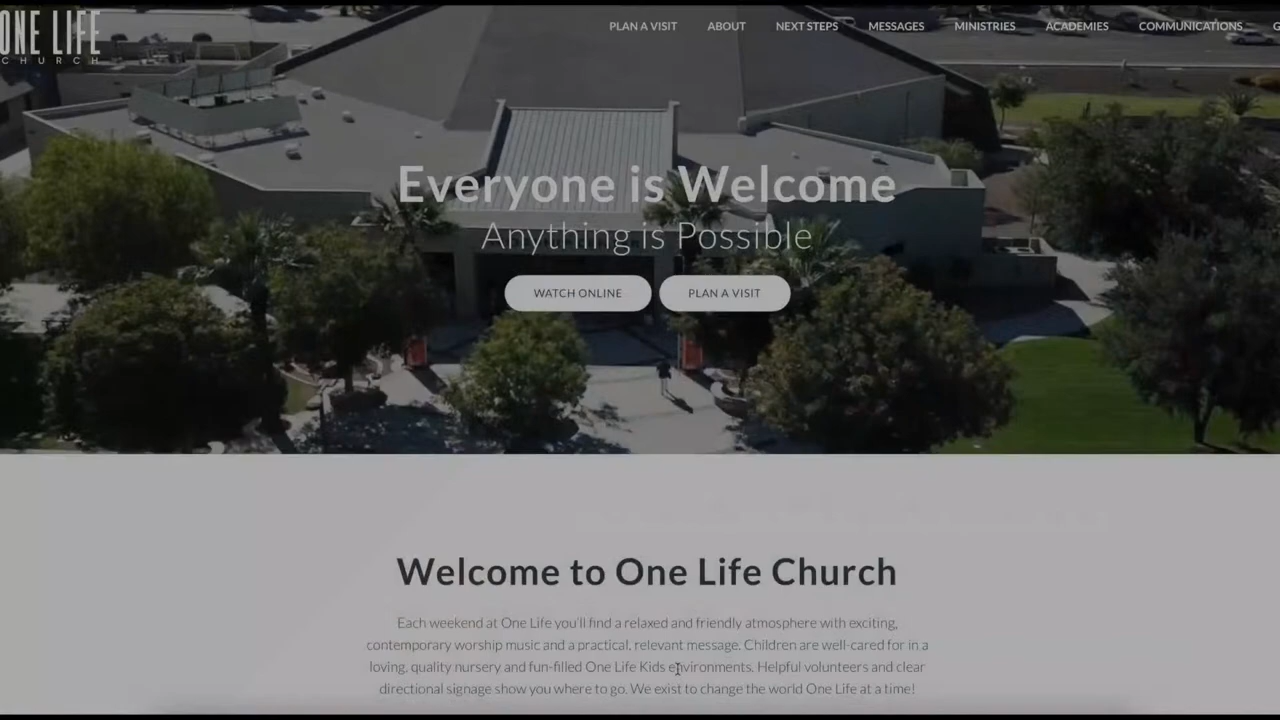 ONE LIFE
CHURCH
PLAN A VISIT ABOUT NEXT STEPS MESSAGES MINISTRIES ACADEMIES COMMUNICATIONS G
Everyone is Welcome
Anything is Possible
WATCH ONLINE PLAN A VISIT
Welcome to One Life Church
Each weekend at One Life you'll find a relaxed and friendly atmosphere with exciting,
contemporary worship music and a practical, relevant message. Children are well-cared for in a
loving, quality nursery and fun-filled One Life Kids environments. Helpful volunteers and clear
directional signage show you where to go. We exist to change the world One Life at a time!